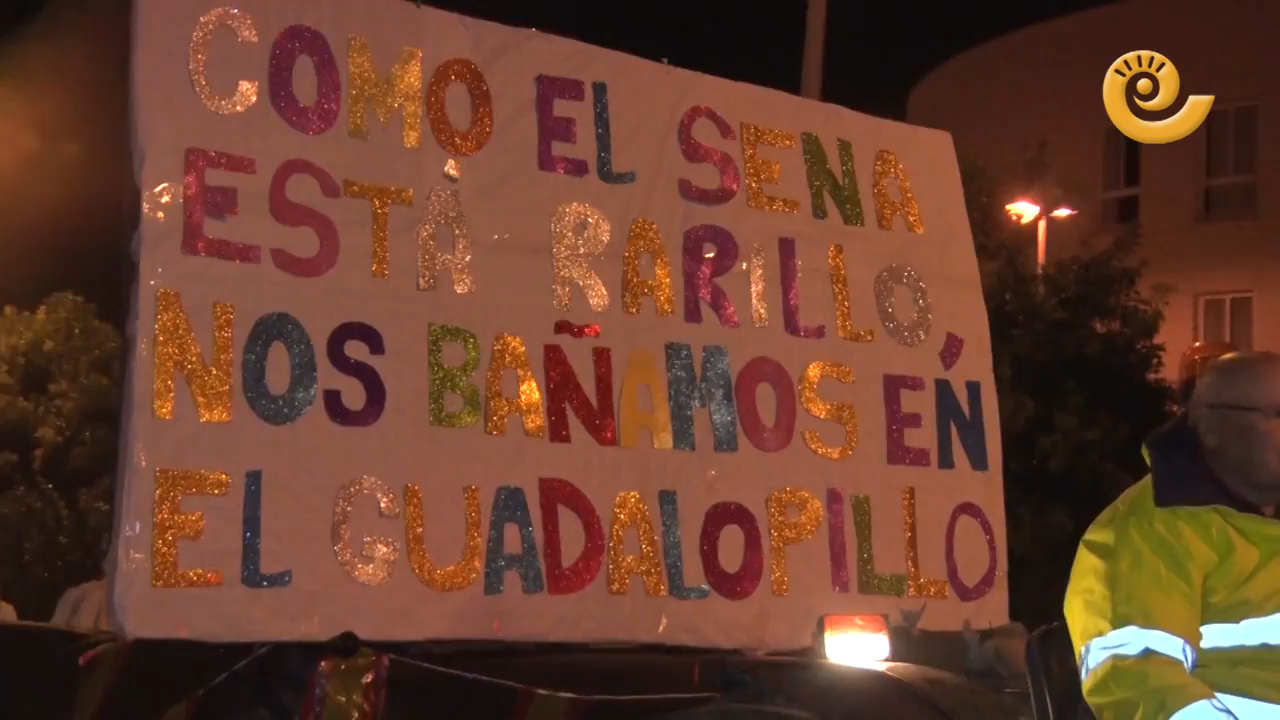 COMO EL SENA
ESTÁ RARILLO,
NOS BAÑAMOS EN
EL GUADALOPILLO